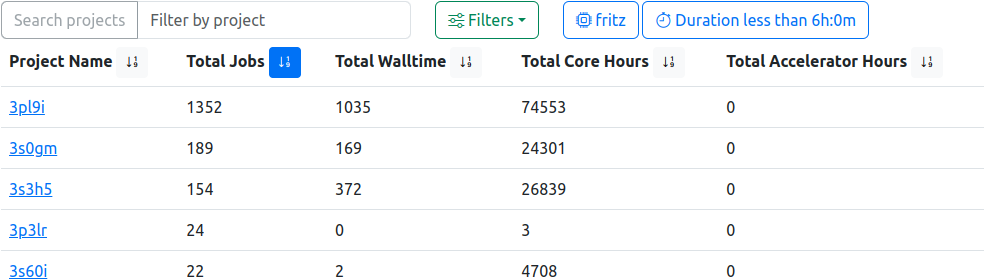 Search projects Filter by project Filters fritz Duration less than 6h:0m
Project Name Total Jobs Total Walltime Total Core Hours Total Accelerator Hours
3pl9i 1352 1035 74553 0
3s0gm 189 169 24301 0
3s3h5 154 372 26839 0
3p3lr 24 0 3 0
3s60i 22 2 4708 0